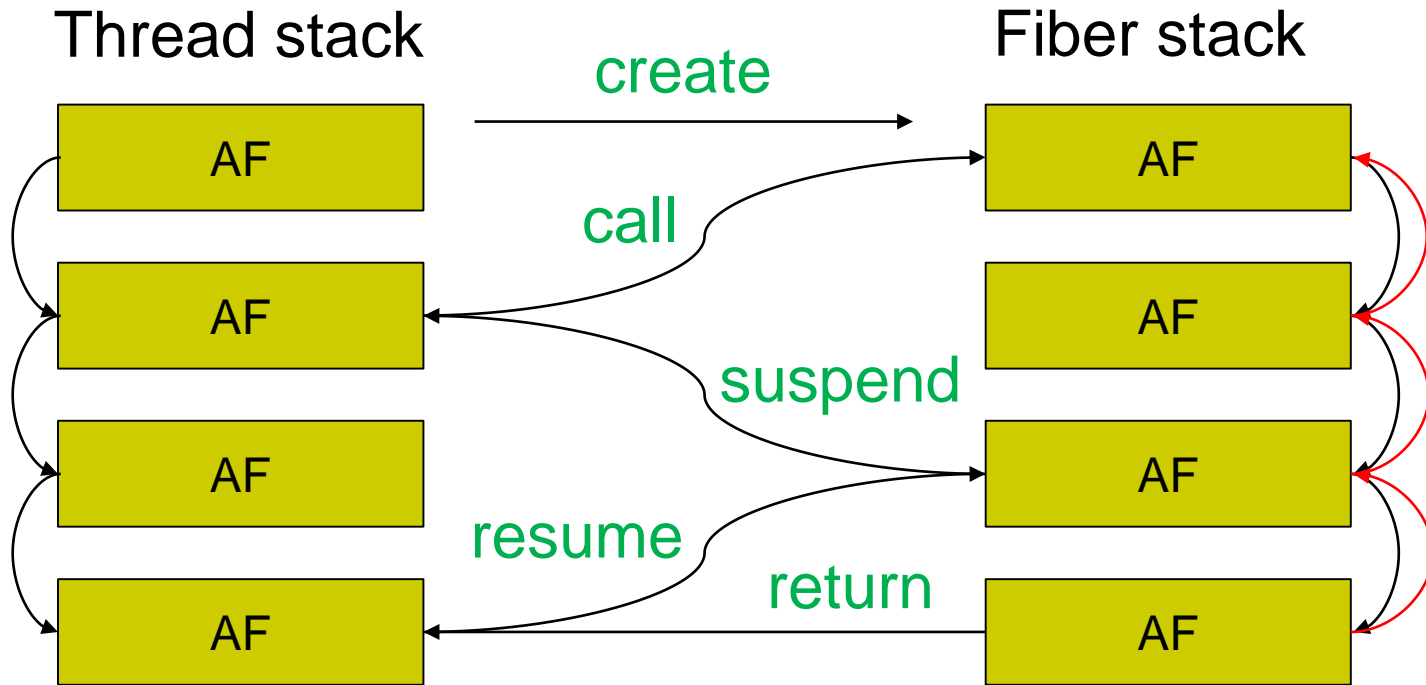 Thread stack
Fiber stack
create
AF
AF
call
AF
AF
suspend
AF
AF
resume
return
AF
AF